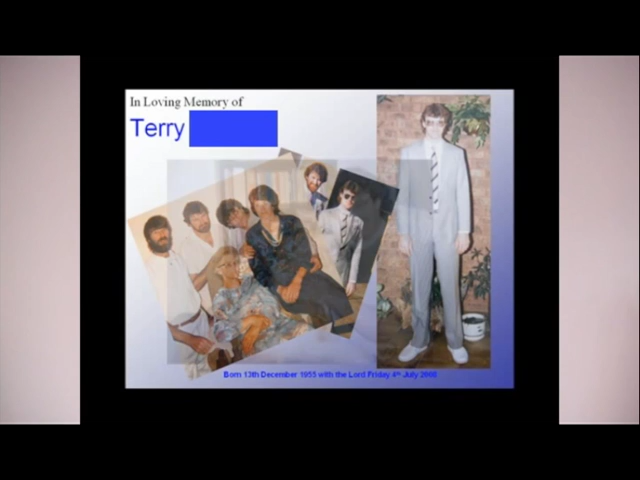 In Loving Memory of
Terry
Born 13th December 1955 with the Lord Friday 4th July 2008